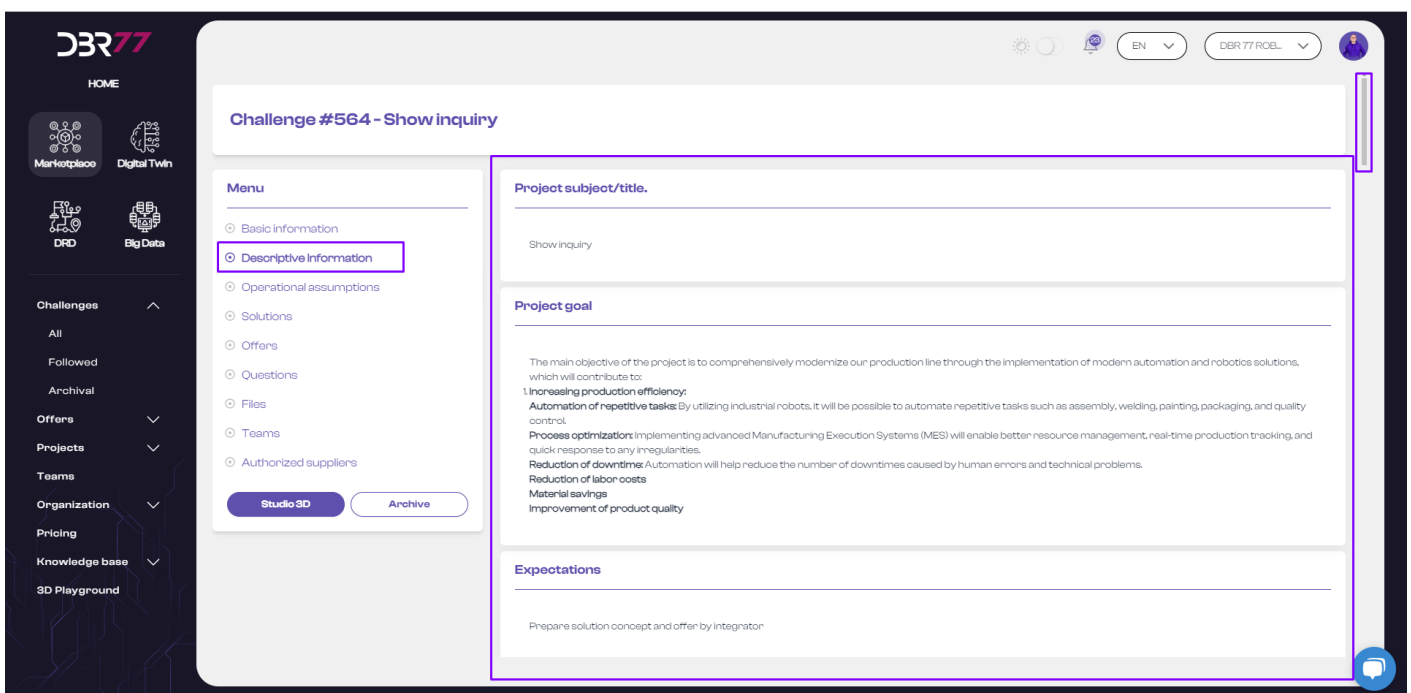 DBR77
HOME
Marketplace
Digital Twin
DRD
Big Data
Challenges
All
Followed
Archival
Offers
Projects
Teams
Organization
Pricing
Knowledge base
3D Playground
23
EN
DBR 77 ROB...
Challenge #564 - Show inquiry
Menu
Basic information
Descriptive information
Operational assumptions
Solutions
Offers
Questions
Files
Teams
Authorized suppliers
Studio 3D
Archive
Project subject/title.
Show inquiry
Project goal
The main objective of the project is to comprehensively modernize our production line through the implementation of modern automation and robotics solutions,
which will contribute to:
1. Increasing production efficiency:
Automation of repetitive tasks: By utilizing industrial robots, it will be possible to automate repetitive tasks such as assembly, welding, painting, packaging, and quality
control.
Process optimization: Implementing advanced Manufacturing Execution Systems (MES) will enable better resource management, real-time production tracking, and
quick response to any irregularities.
Reduction of downtime: Automation will help reduce the number of downtimes caused by human errors and technical problems.
Reduction of labor costs
Material savings
Improvement of product quality
Expectations
Prepare solution concept and offer by integrator